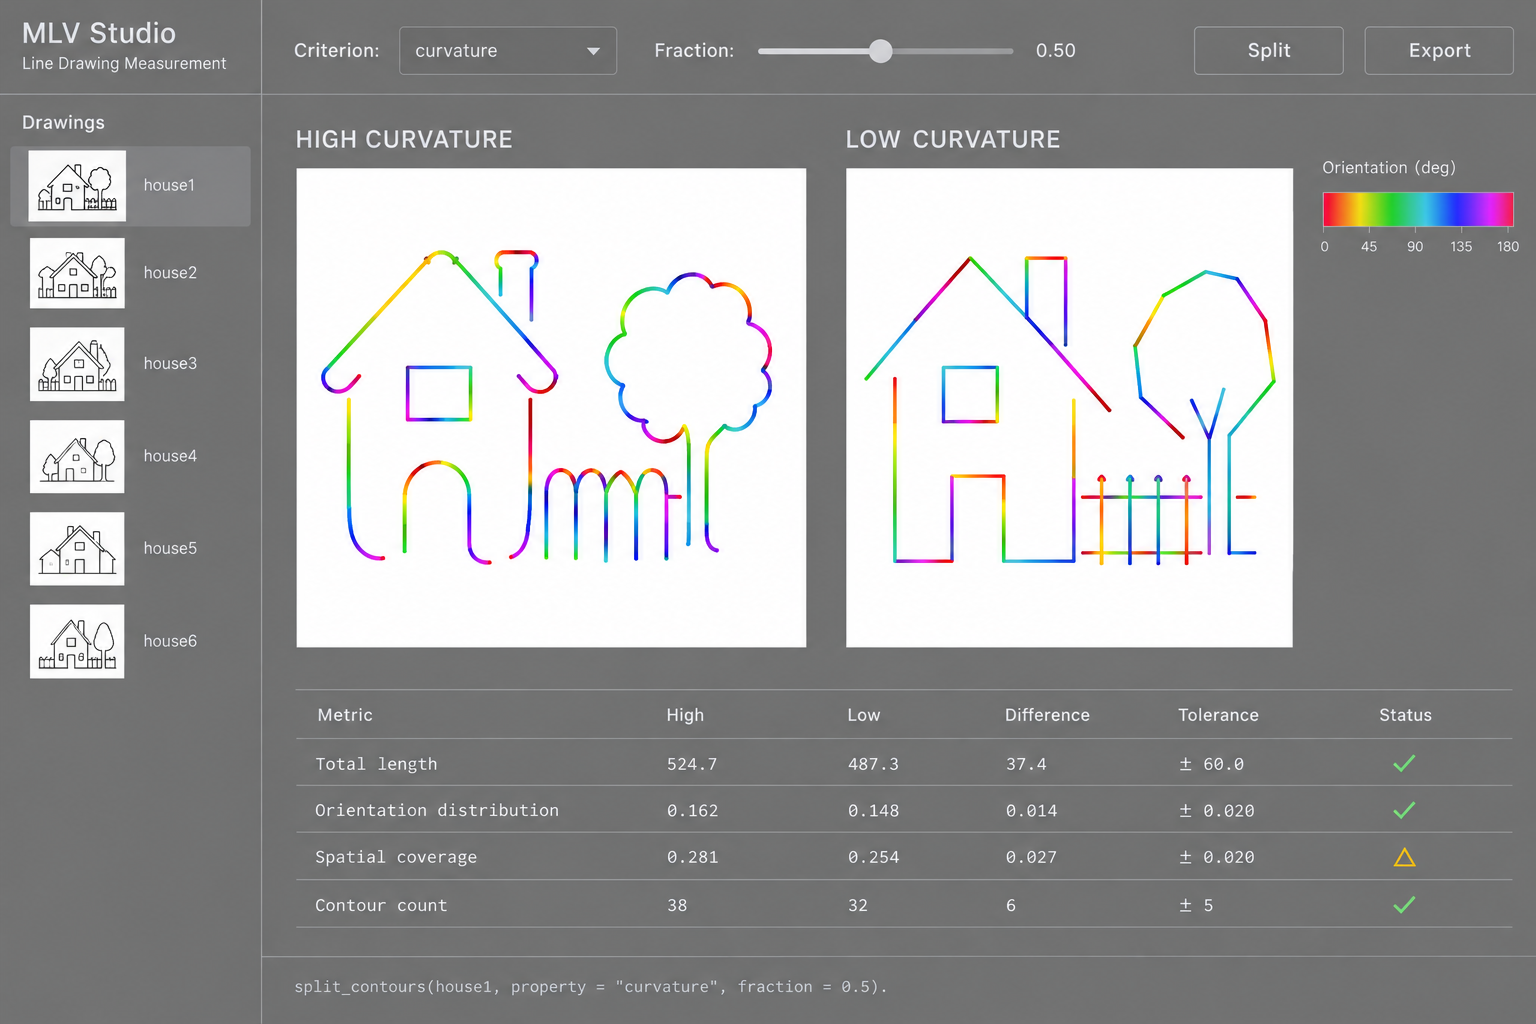 MLV Studio
Line Drawing Measurement
Criterion: curvature Fraction: 0.50 Split Export
Drawings
house1
house2
house3
house4
house5
house6
HIGH CURVATURE LOW CURVATURE
Orientation (deg)
0 45 90 135 180
Metric High Low Difference Tolerance Status
Total length 524.7 487.3 37.4 ± 60.0
Orientation distribution 0.162 0.148 0.014 ± 0.020
Spatial coverage 0.281 0.254 0.027 ± 0.020
Contour count 38 32 6 ± 5
split_contours(house1, property = "curvature", fraction = 0.5).